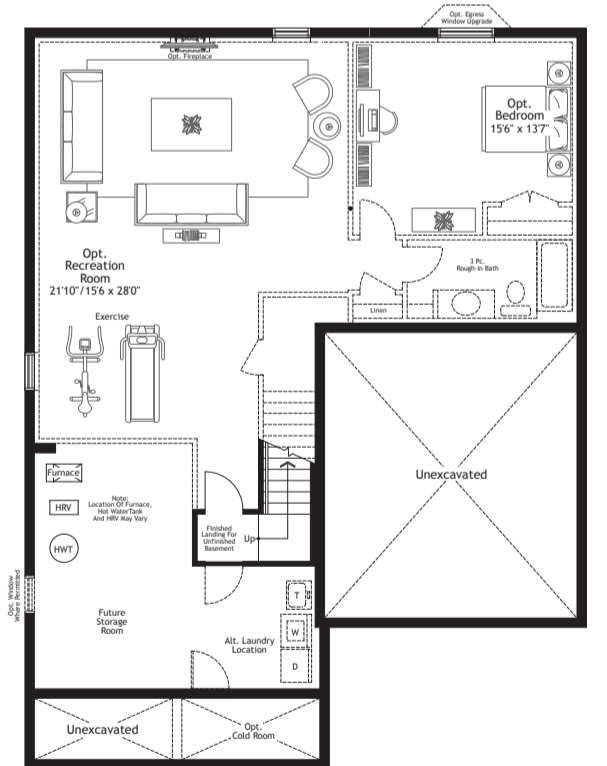 Opt. Egress
Window Upgrade
Opt. Fireplace
Opt.
Bedroom
15'6" x 13'7"
Opt.
Recreation
Room
21'10"/15'6 x 28'0"
3 Pc.
Rough-in Bath
Linen
Exercise
Unexcavated
Furnace
HRV
Note:
Location Of Furnace,
Hot WaterTank
And HRV May Vary
HWT
Finished
Landing For
Unfinished
Basement
Up
Opt. Window
Where Permitted
Future
Storage
Room
Alt. Laundry
Location
T
W
D
Unexcavated
Opt.
Cold Room